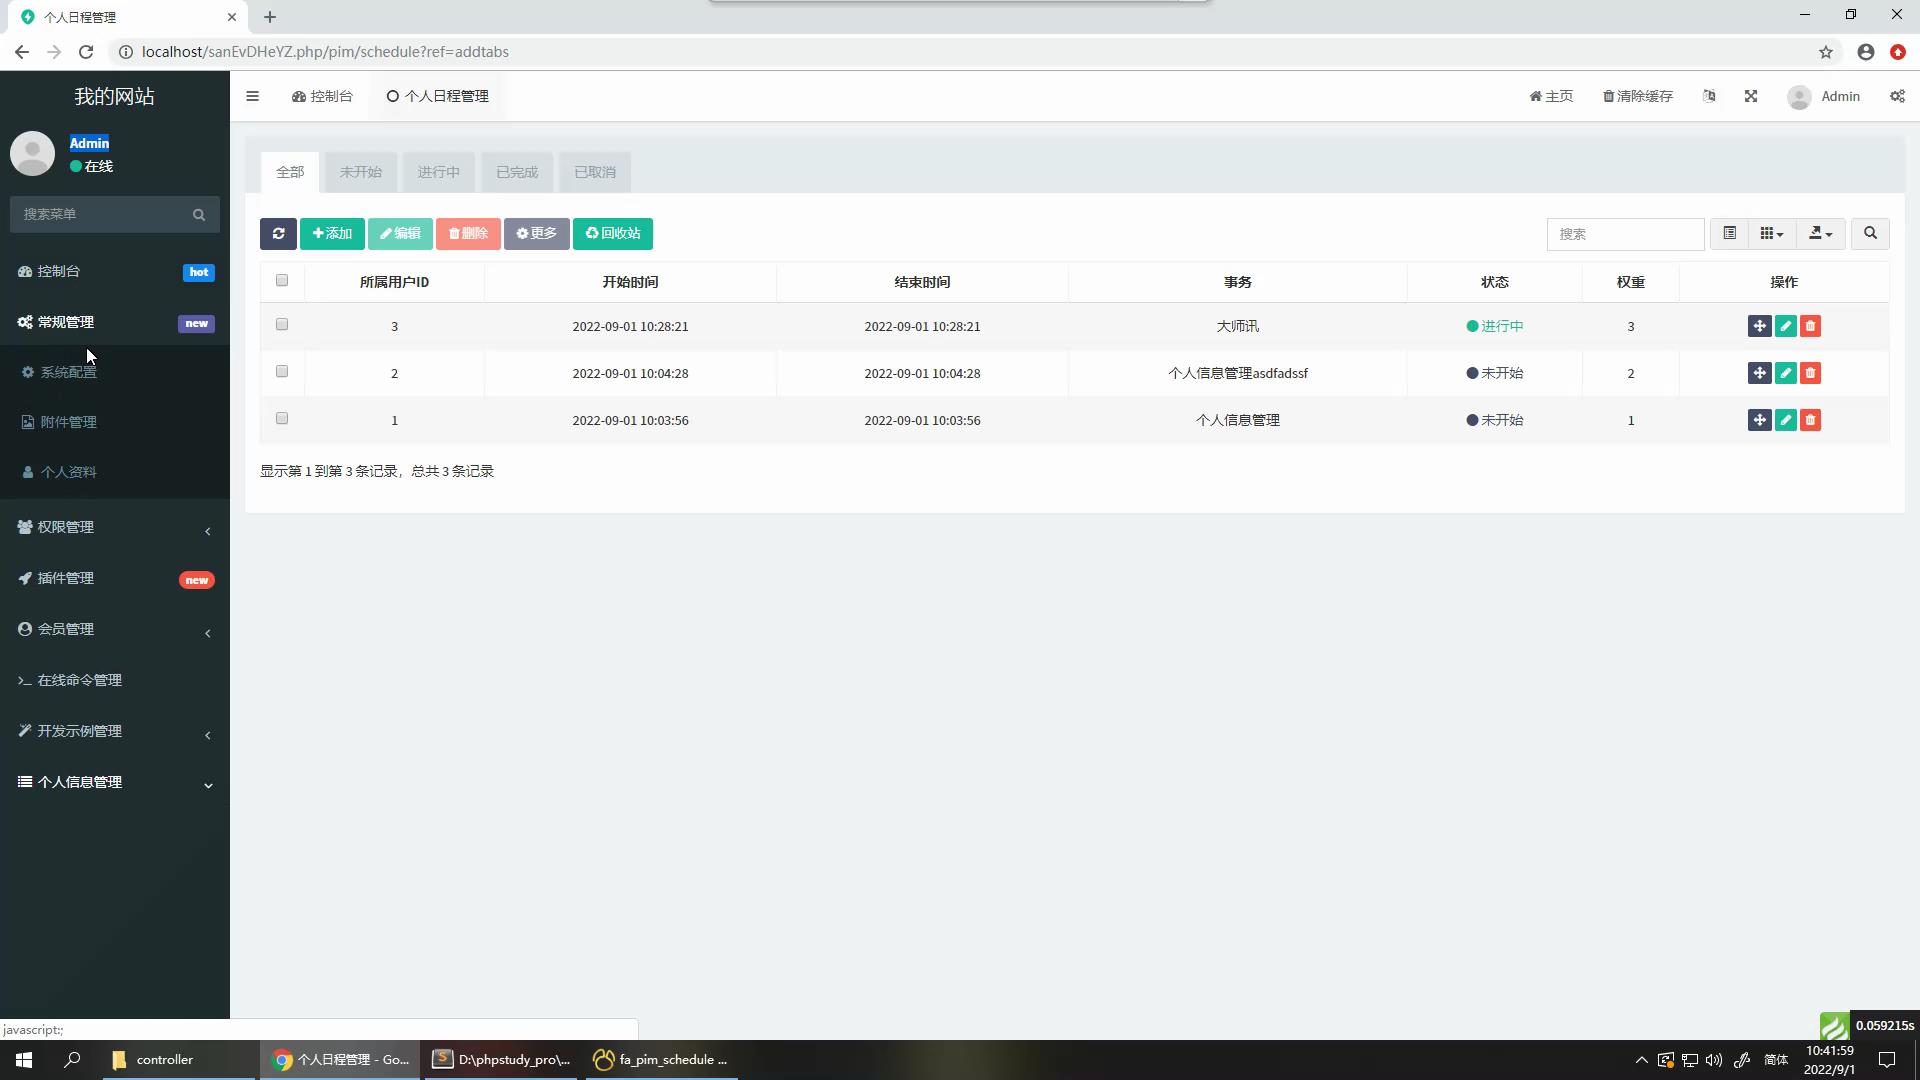 个人日程管理
localhost/sanEvDHeYZ.php/pim/schedule?ref=addtabs
我的网站
控制台
个人日程管理
主页
清除缓存
Admin
Admin
在线
搜索菜单
控制台
hot
常规管理
new
系统配置
附件管理
个人资料
权限管理
插件管理
new
会员管理
在线命令管理
开发示例管理
个人信息管理
全部
未开始
进行中
已完成
已取消
添加
编辑
删除
更多
回收站
搜索
所属用户ID 开始时间 结束时间 事务 状态 权重 操作
3 2022-09-01 10:28:21 2022-09-01 10:28:21 大师讯 进行中 3
2 2022-09-01 10:04:28 2022-09-01 10:04:28 个人信息管理asdfadssf 未开始 2
1 2022-09-01 10:03:56 2022-09-01 10:03:56 个人信息管理 未开始 1
显示第 1 到第 3 条记录，总共 3 条记录
javascript:;
0.059215s
controller
个人日程管理 - Go...
D:\phpstudy_pro\...
fa_pim_schedule ...
简体
10:41:59
2022/9/1